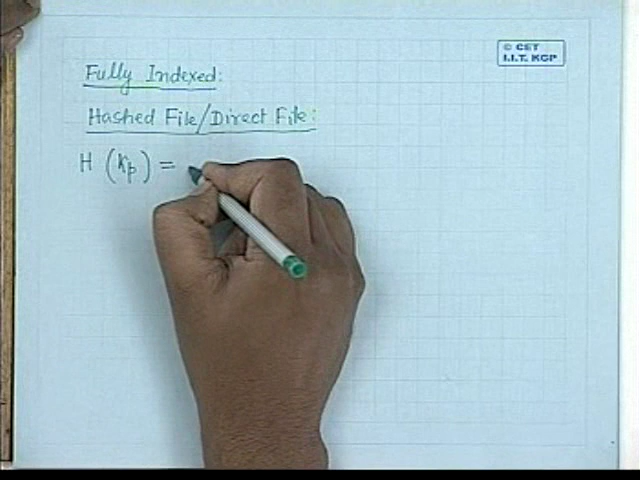 © CET
I.I.T. KGP
Fully Indexed:
Hashed File/Direct File:
H (Kp) =